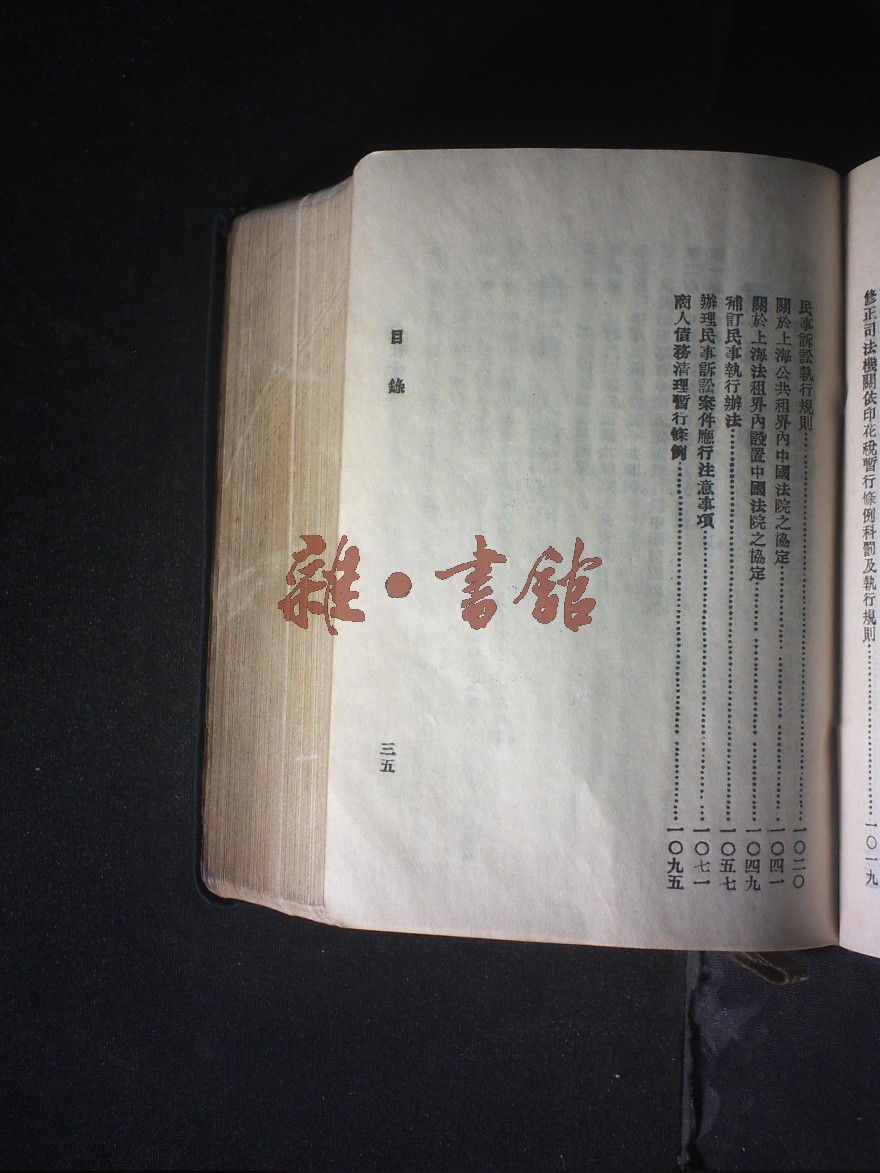 修正司法機關依印花稅暫行條例科罰及執行規則……一〇一九
民事訴訟執行規則……一〇二〇
關於上海公共租界內中國法院之協定……一〇四一
關於上海法租界內設置中國法院之協定……一〇四九
補訂民事執行辦法……一〇五七
辦理民事訴訟案件應行注意事項……一〇七一
商人債務清理暫行條例……一〇九五
目錄
三五
雜·書館